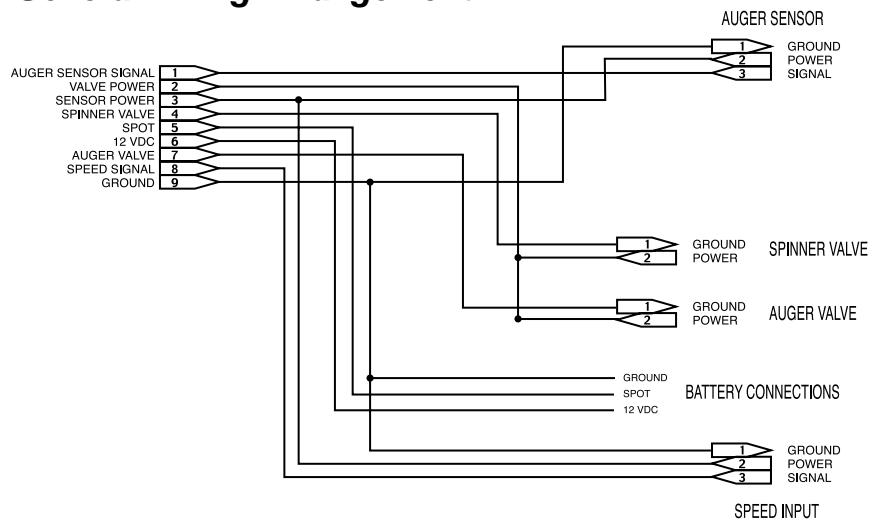 AUGER SENSOR
1 GROUND
2 POWER
3 SIGNAL
AUGER SENSOR SIGNAL 1
VALVE POWER 2
SENSOR POWER 3
SPINNER VALVE 4
SPOT 5
12 VDC 6
AUGER VALVE 7
SPEED SIGNAL 8
GROUND 9
1 GROUND
2 POWER
SPINNER VALVE
1 GROUND
2 POWER
AUGER VALVE
GROUND
SPOT
12 VDC
BATTERY CONNECTIONS
1 GROUND
2 POWER
3 SIGNAL
SPEED INPUT